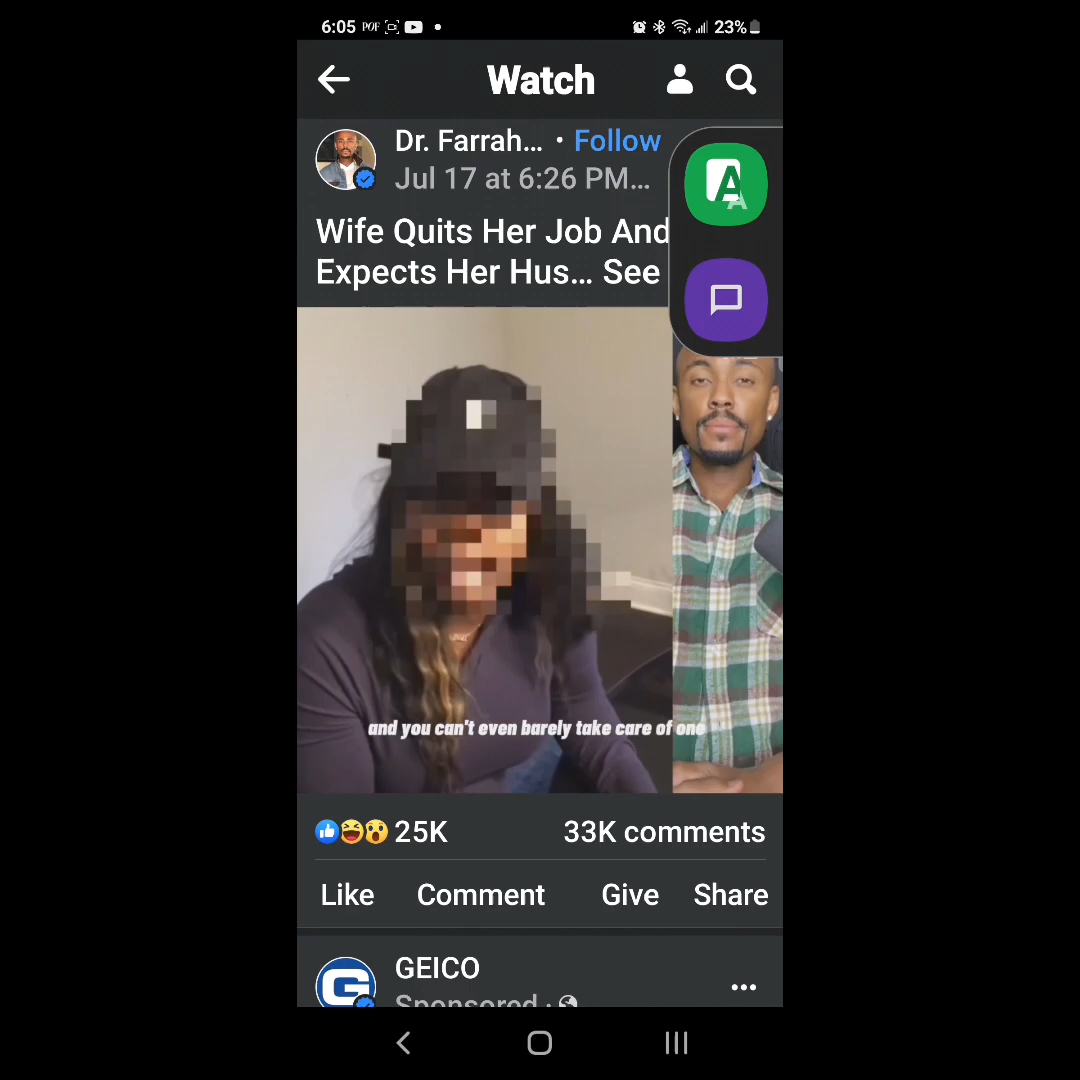 6:05 POF 23%
Watch
Dr. Farrah... · Follow
Jul 17 at 6:26 PM...
Wife Quits Her Job And
Expects Her Hus... See
A
A
and you can't even barely take care of one
25K 33K comments
Like Comment Give Share
G
GEICO
Sponsored ·